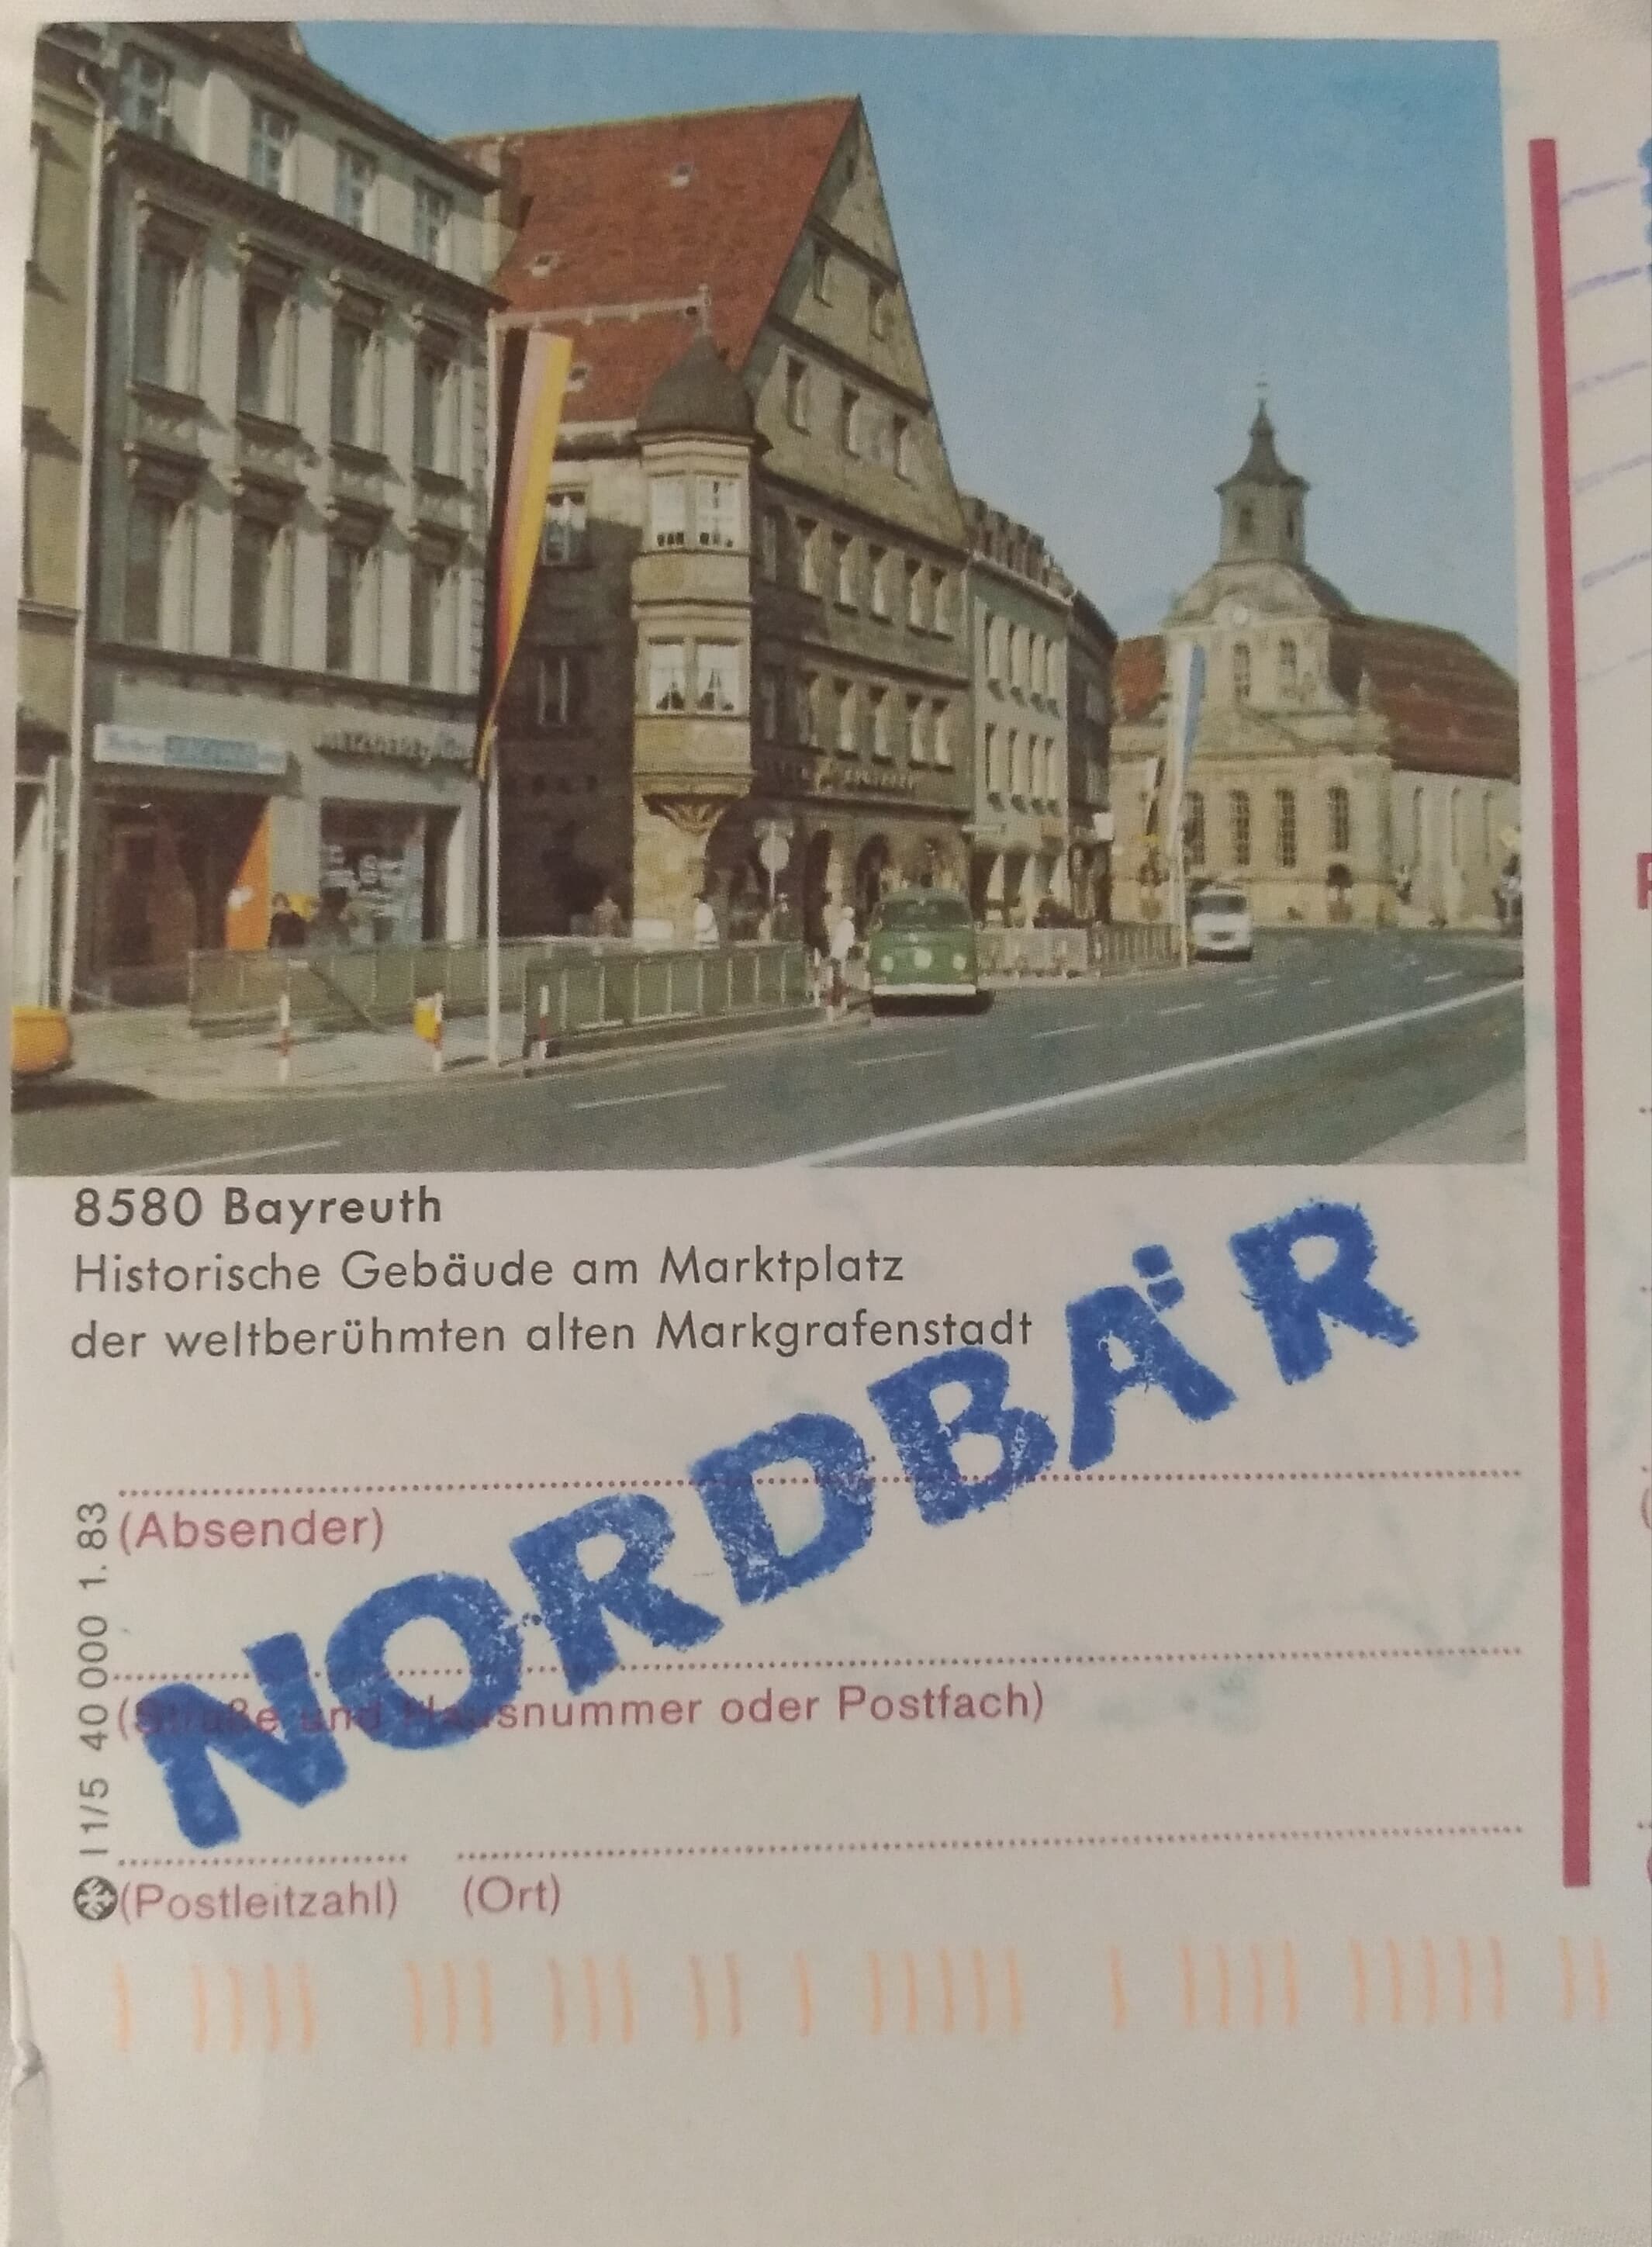 8580 Bayreuth
Historische Gebäude am Marktplatz
der weltberühmten alten Markgrafenstadt
NORDBÄR
(Absender)
(Straße und Hausnummer oder Postfach)
(Postleitzahl) (Ort)
I 1/5 40 000 1. 83